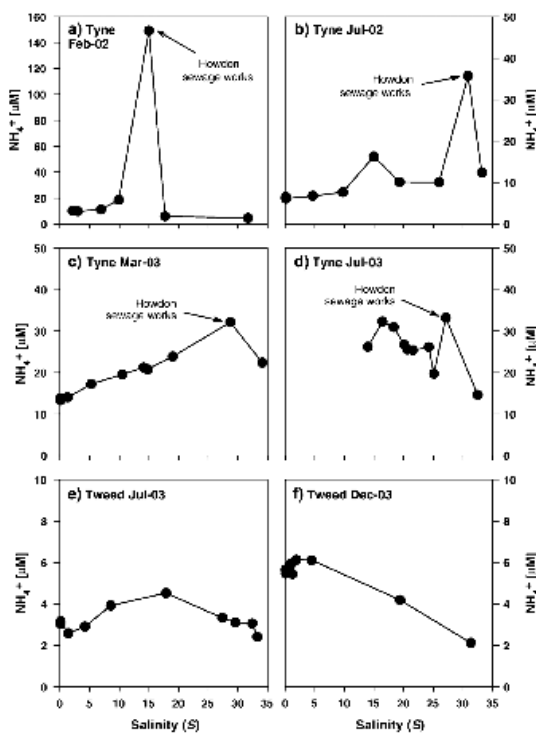 a) Tyne
Feb-02
Howdon
sewage works
NH₄⁺ [µM]
160
140
120
100
80
60
40
20
0
b) Tyne Jul-02
Howdon
sewage works
50
40
30
20
10
0
NH₄⁺ [µM]
c) Tyne Mar-03
Howdon
sewage works
NH₄⁺ [µM]
50
40
30
20
10
0
d) Tyne Jul-03
Howdon
sewage works
50
40
30
20
10
0
NH₄⁺ [µM]
e) Tweed Jul-03
NH₄⁺ [µM]
10
8
6
4
2
0
0 5 10 15 20 25 30 35
Salinity (S)
f) Tweed Dec-03
10
8
6
4
2
0
NH₄⁺ [µM]
0 5 10 15 20 25 30 35
Salinity (S)